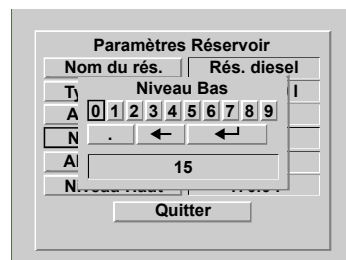 Paramètres Réservoir
Nom du rés. Rés. diesel
Niveau Bas
0 1 2 3 4 5 6 7 8 9
.
15
Quitter